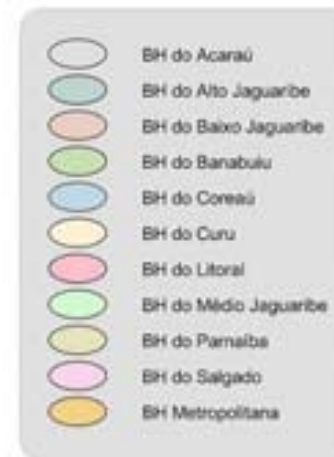 BH do Acaraú
BH do Alto Jaguaribe
BH do Baixo Jaguaribe
BH do Banabuiu
BH do Coreaú
BH do Curu
BH do Litoral
BH do Médio Jaguaribe
BH do Parnaíba
BH do Salgado
BH Metropolitana